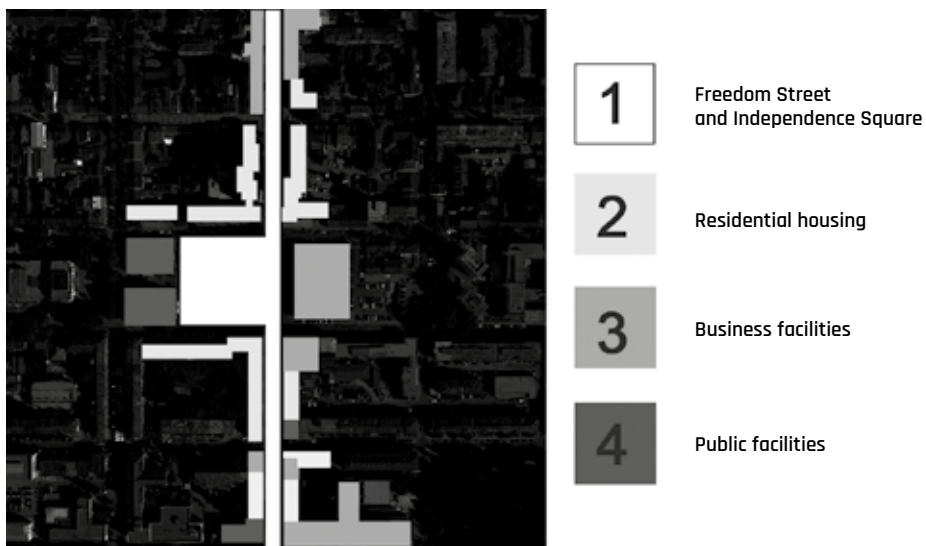 1
Freedom Street
and Independence Square
2
Residential housing
3
Business facilities
4
Public facilities